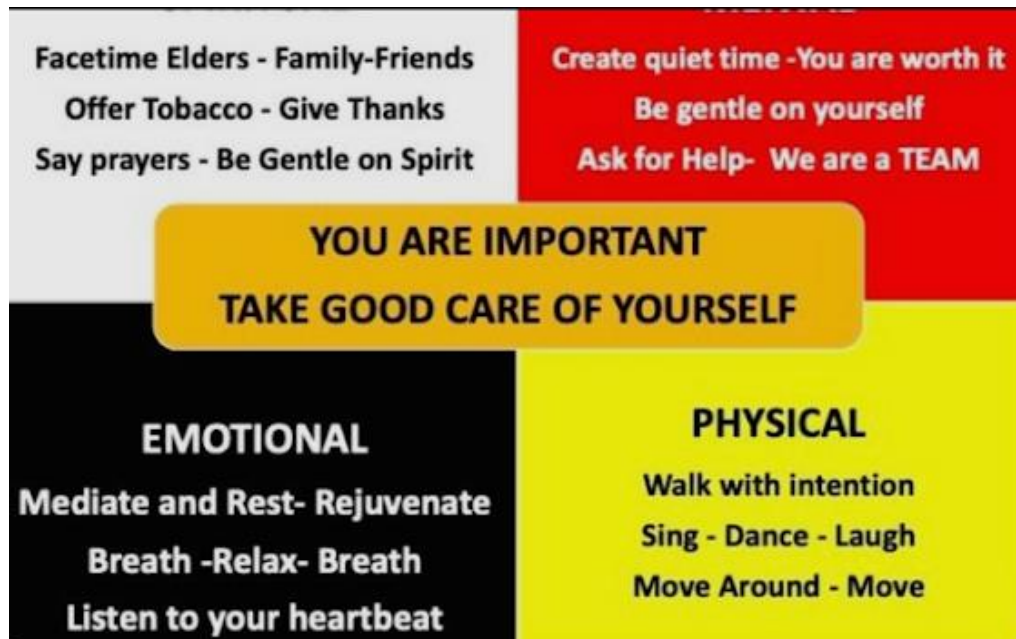 Facetime Elders - Family-Friends
Offer Tobacco - Give Thanks
Say prayers - Be Gentle on Spirit
Create quiet time -You are worth it
Be gentle on yourself
Ask for Help- We are a TEAM
YOU ARE IMPORTANT
TAKE GOOD CARE OF YOURSELF
EMOTIONAL
Mediate and Rest- Rejuvenate
Breath -Relax- Breath
Listen to your heartbeat
PHYSICAL
Walk with intention
Sing - Dance - Laugh
Move Around - Move